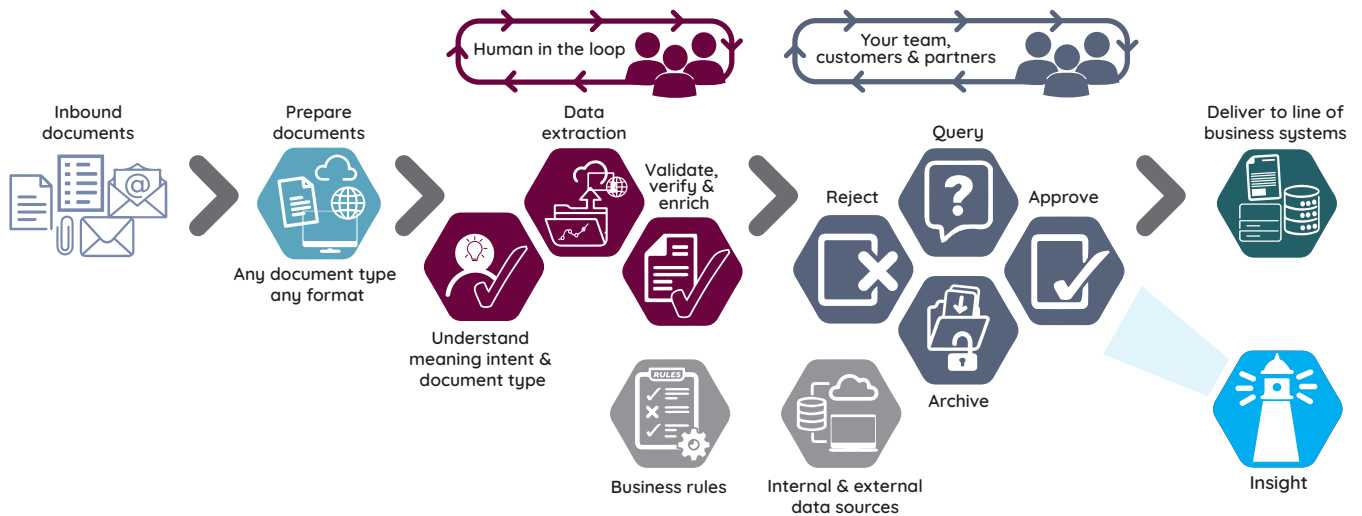 Human in the loop
Your team,
customers & partners
Inbound
documents
Prepare
documents
Any document type
any format
Data
extraction
Validate,
verify &
enrich
Understand
meaning intent &
document type
Query
?
Reject
Approve
Archive
Deliver to line of
business systems
@
RULES
Business rules
Internal & external
data sources
Insight